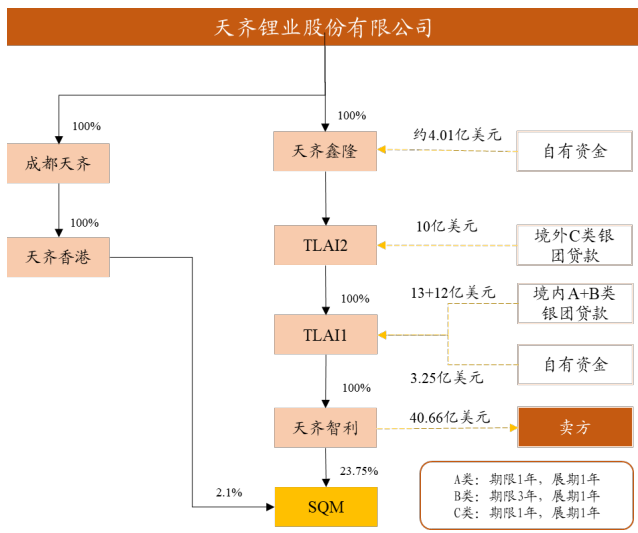 天齐锂业股份有限公司
100%
100%
成都天齐
天齐鑫隆
约4.01亿美元
自有资金
100%
天齐香港
TLAI2
10亿美元
境外C类银
团贷款
100%
13+12亿美元
境内A+B类
银团贷款
TLAI1
自有资金
100%
3.25亿美元
天齐智利
40.66亿美元
卖方
23.75%
2.1%
SQM
A类：期限1年，展期1年
B类：期限3年，展期1年
C类：期限1年，展期1年